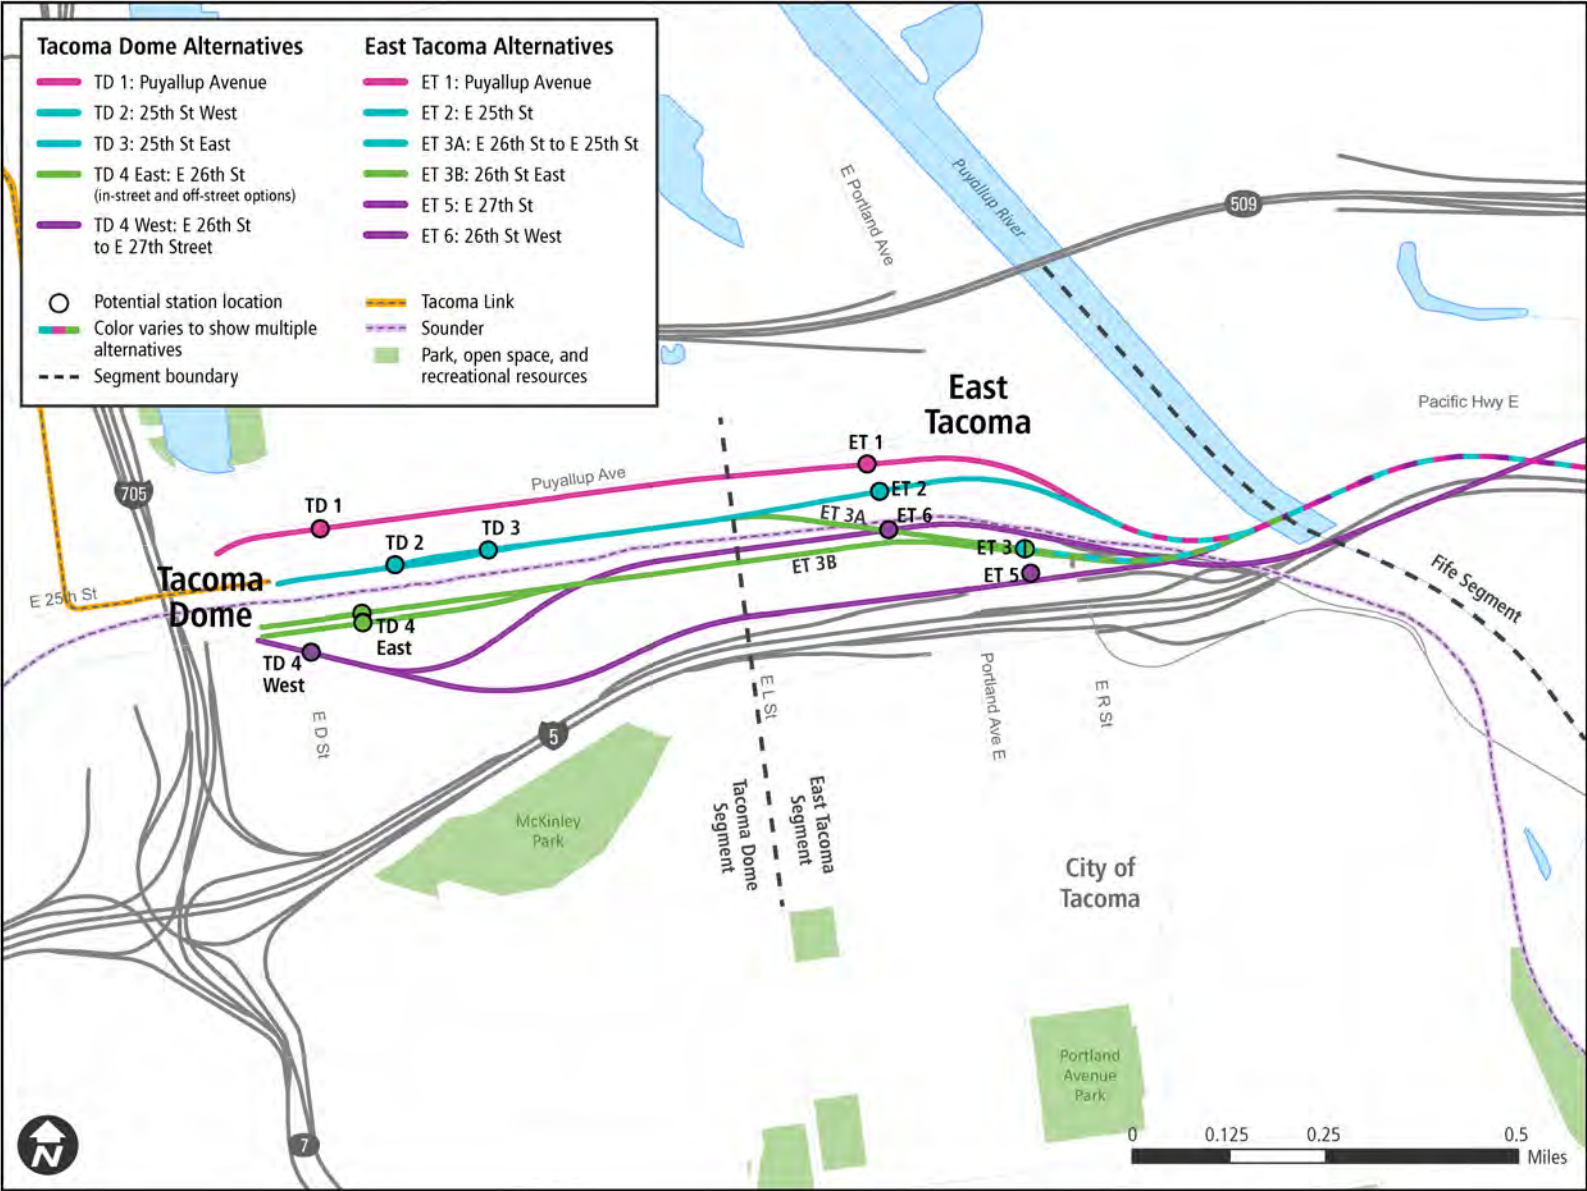 Tacoma Dome Alternatives
TD 1: Puyallup Avenue
TD 2: 25th St West
TD 3: 25th St East
TD 4 East: E 26th St
(in-street and off-street options)
TD 4 West: E 26th St
to E 27th Street
East Tacoma Alternatives
ET 1: Puyallup Avenue
ET 2: E 25th St
ET 3A: E 26th St to E 25th St
ET 3B: 26th St East
ET 5: E 27th St
ET 6: 26th St West
Potential station location
Color varies to show multiple
alternatives
Segment boundary
Tacoma Link
Sounder
Park, open space, and
recreational resources
E Portland Ave
Puyallup River
509
Pacific Hwy E
East
Tacoma
705
Puyallup Ave
ET 1
ET 2
TD 1
TD 2
TD 3
ET 3A
ET 6
ET 3
ET 3B
ET 5
Tacoma
Dome
E 25th St
TD 4
East
TD 4
West
Fife Segment
E D St
E L St
Portland Ave E
E R St
5
McKinley
Park
Tacoma Dome
Segment
East Tacoma
Segment
City of
Tacoma
Portland
Avenue
Park
7
N
0 0.125 0.25 0.5
Miles